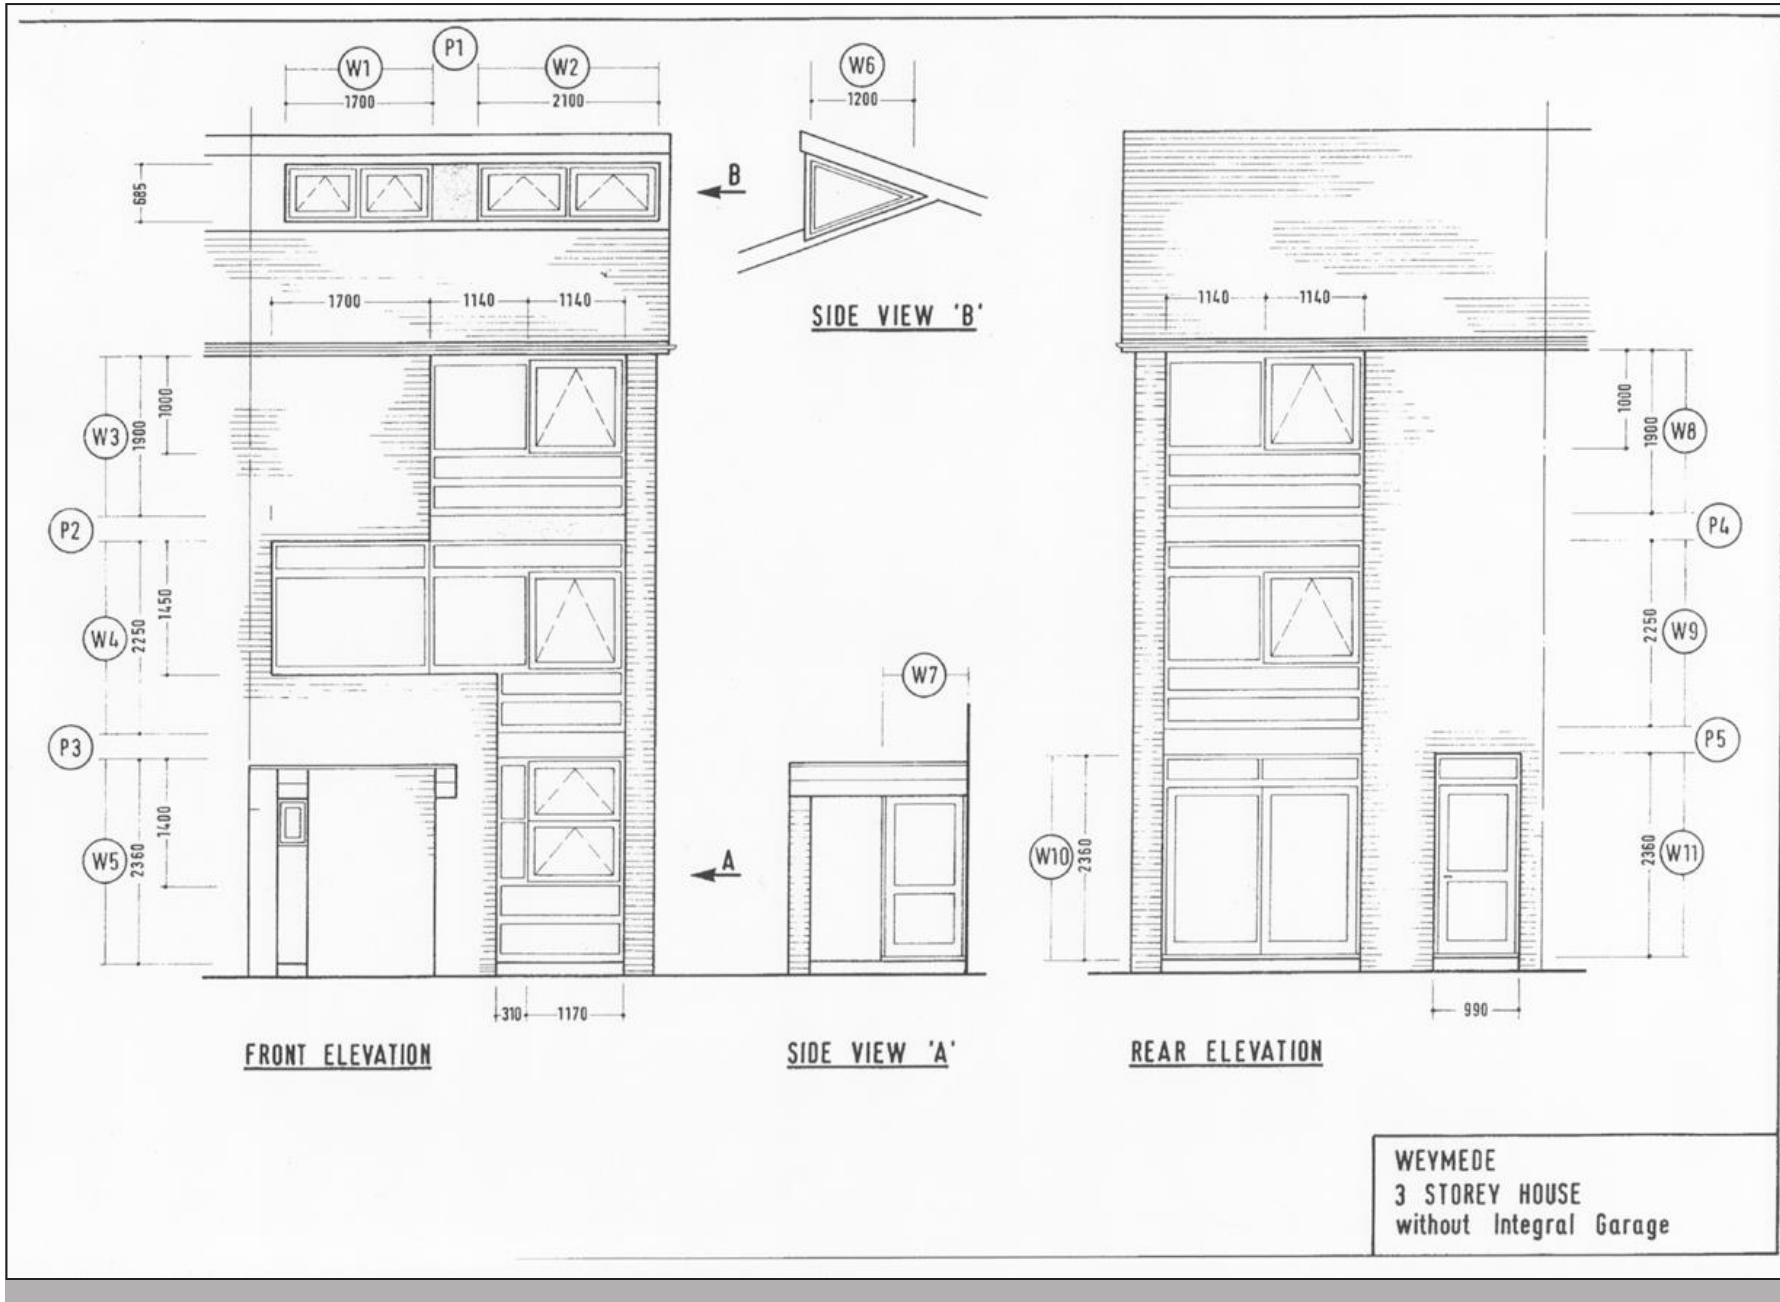 W1
P1
W2
W6
1700
2100
1200
685
B
SIDE VIEW 'B'
1700
1140
1140
1140
1140
W3
1900
1000
1000
1900
W8
P2
P4
W4
2250
1450
2250
W9
W7
P3
P5
W5
2360
1400
A
W10
2360
2360
W11
310
1170
990
FRONT ELEVATION
SIDE VIEW 'A'
REAR ELEVATION
WEYMEDE
3 STOREY HOUSE
without Integral Garage